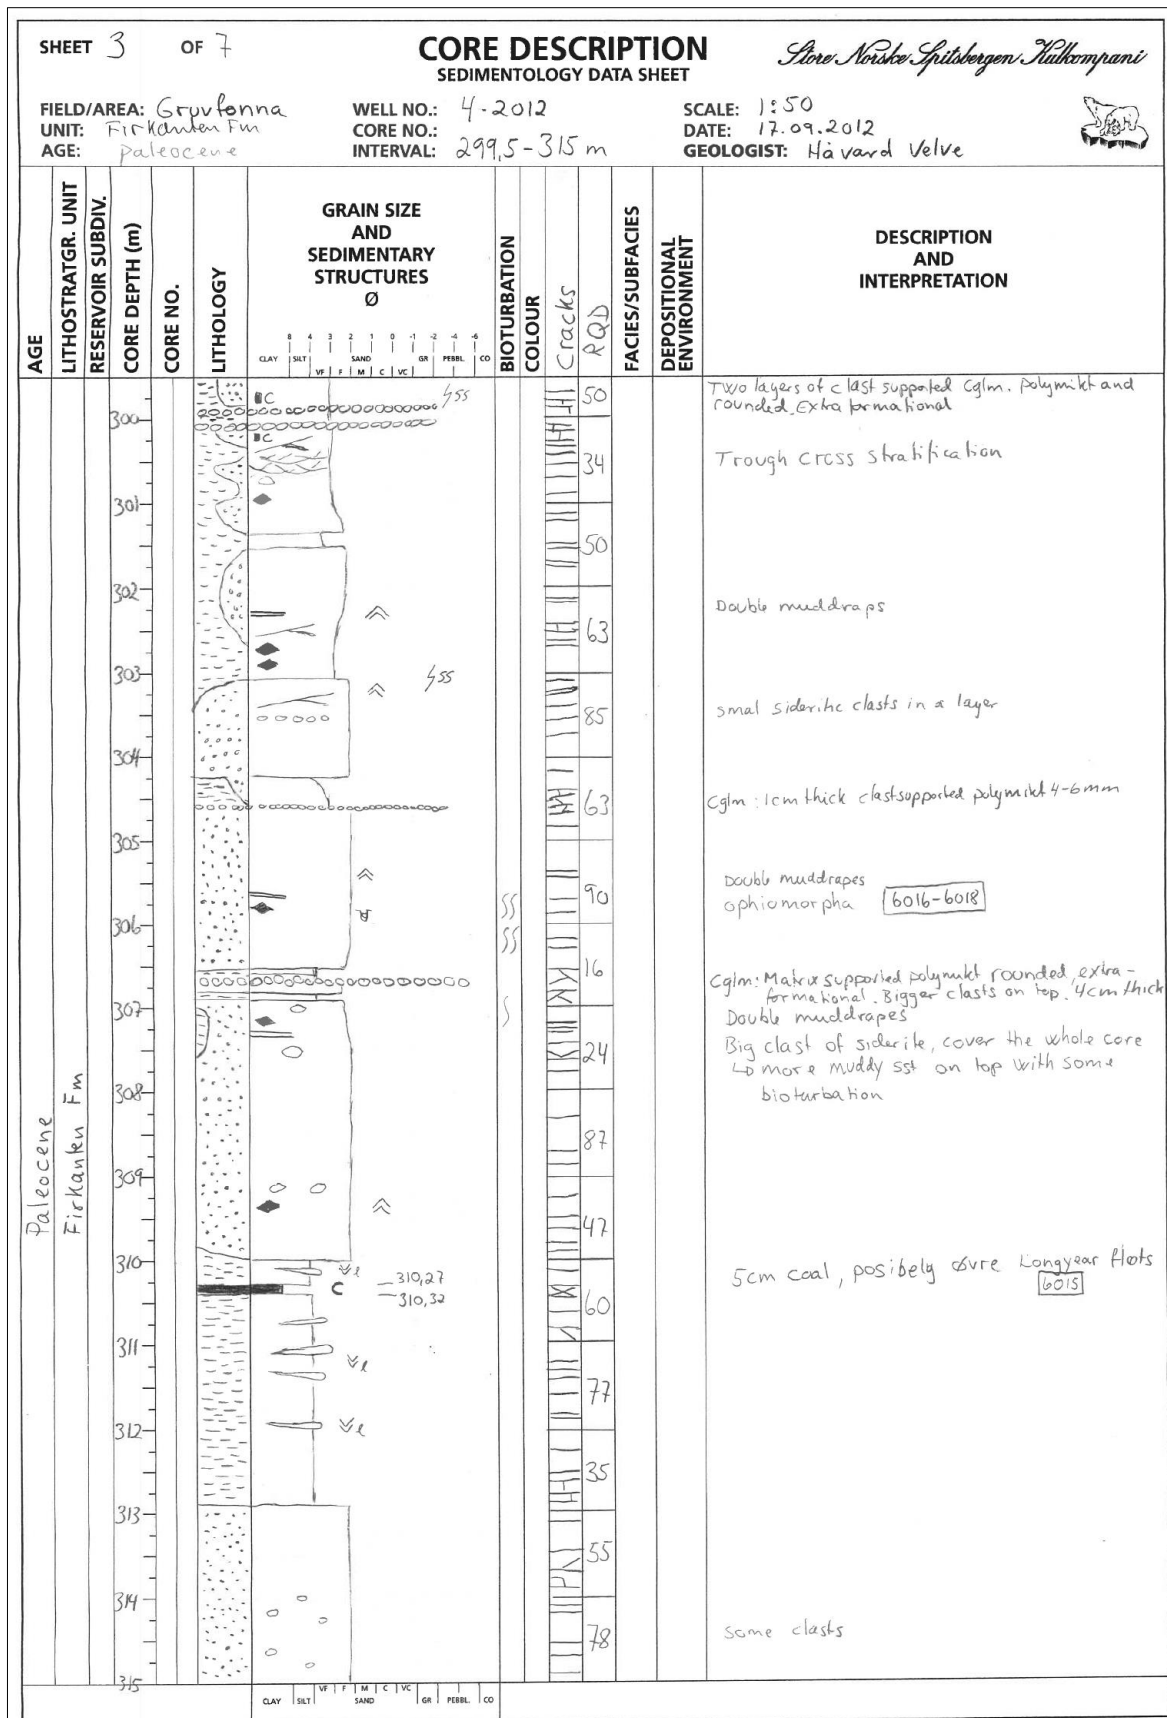 SHEET 3 OF 7
CORE DESCRIPTION
SEDIMENTOLOGY DATA SHEET
Store Norske Spitsbergen Kulkompani
FIELD/AREA: Gruvfonna
WELL NO.: 4-2012
SCALE: 1:50
UNIT: Firkanten Fm
CORE NO.:
DATE: 17.09.2012
AGE: paleocene
INTERVAL: 299,5-315 m
GEOLOGIST: Håvard Velve
AGE
LITHOSTRATGR. UNIT
RESERVOIR SUBDIV.
CORE DEPTH (m)
CORE NO.
LITHOLOGY
GRAIN SIZE
AND
SEDIMENTARY
STRUCTURES
Ø
8 4 3 2 1 0 -1 -2 -4 -6
CLAY SILT SAND GR PEBBL. CO
VF F M C VC
BIOTURBATION
COLOUR
Cracks
RQD
FACIES/SUBFACIES
DEPOSITIONAL
ENVIRONMENT
DESCRIPTION
AND
INTERPRETATION
C
SS
50
Two layers of clast supported Cglm. polymikt and
rounded. Extraformational
300
C
34
Trough cross stratification
301
50
302
Double muddraps
63
303
SS
85
smal sideritic clasts in a layer
304
63
Cglm: 1cm thick clastsupported polymikt 4-6mm
305
90
Double muddrapes
ophiomorpha 6016-6018
306
16
Cglm: Matrix supported polymikt rounded, extra-
formational. Bigger clasts on top. 4cm thick
307
Double muddrapes
24
Big clast of siderite, cover the whole core
↳ more muddy sst on top with some
bioturbation
308
87
309
47
Paleocene
Firkanten Fm
310
310,27
C
310,32
5cm coal, posibely øvre Longyear fløts
6015
60
311
77
312
35
313
55
314
78
some clasts
315
VF F M C VC
CLAY SILT SAND GR PEBBL. CO